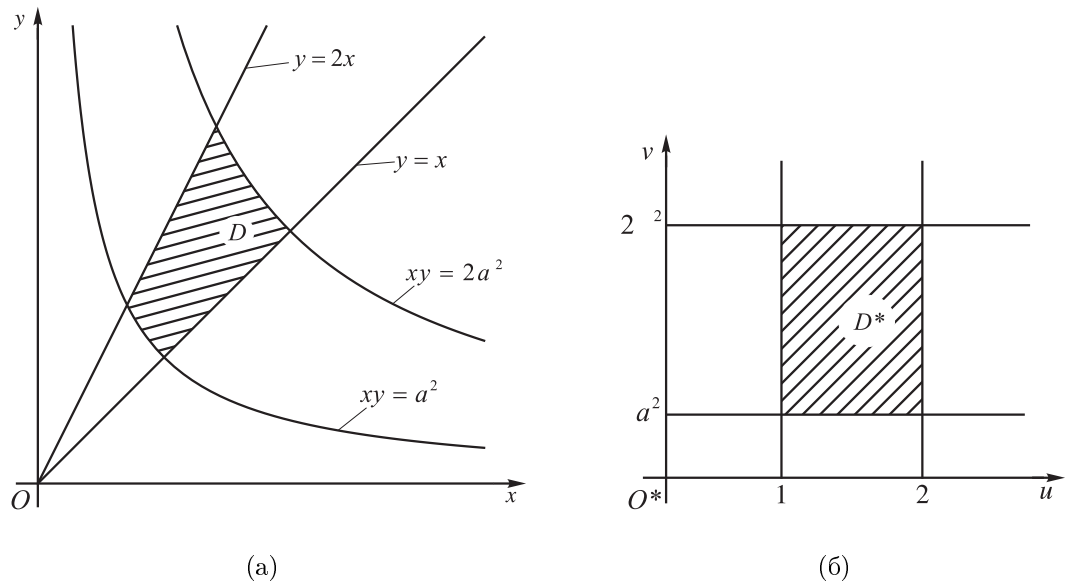 y
y = 2x
y = x
D
xy = 2a²
xy = a²
O
x
(а)
v
2 ²
D*
a²
O*
1
2
u
(б)